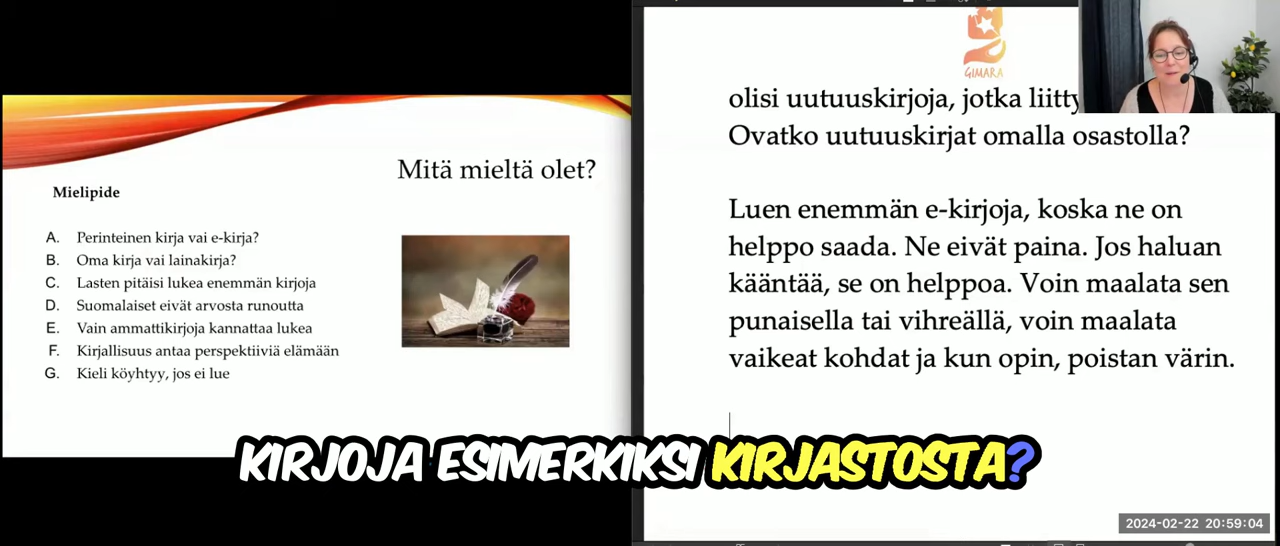 Mitä mieltä olet?
Mielipide
A. Perinteinen kirja vai e-kirja?
B. Oma kirja vai lainakirja?
C. Lasten pitäisi lukea enemmän kirjoja
D. Suomalaiset eivät arvosta runoutta
E. Vain ammattikirjoja kannattaa lukea
F. Kirjallisuus antaa perspektiiviä elämään
G. Kieli köyhtyy, jos ei lue
GIMARA
olisi uutuuskirjoja, jotka
Ovatko uutuuskirjat omalla osastolla?
Luen enemmän e-kirjoja, koska ne on
helppo saada. Ne eivät paina. Jos haluan
kääntää, se on helppoa. Voin maalata sen
punaisella tai vihreällä, voin maalata
vaikeat kohdat ja kun opin, poistan värin.
KIRJOJA ESIMERKIKSI KIRJASTOSTA?
2024-02-22 20:59:04